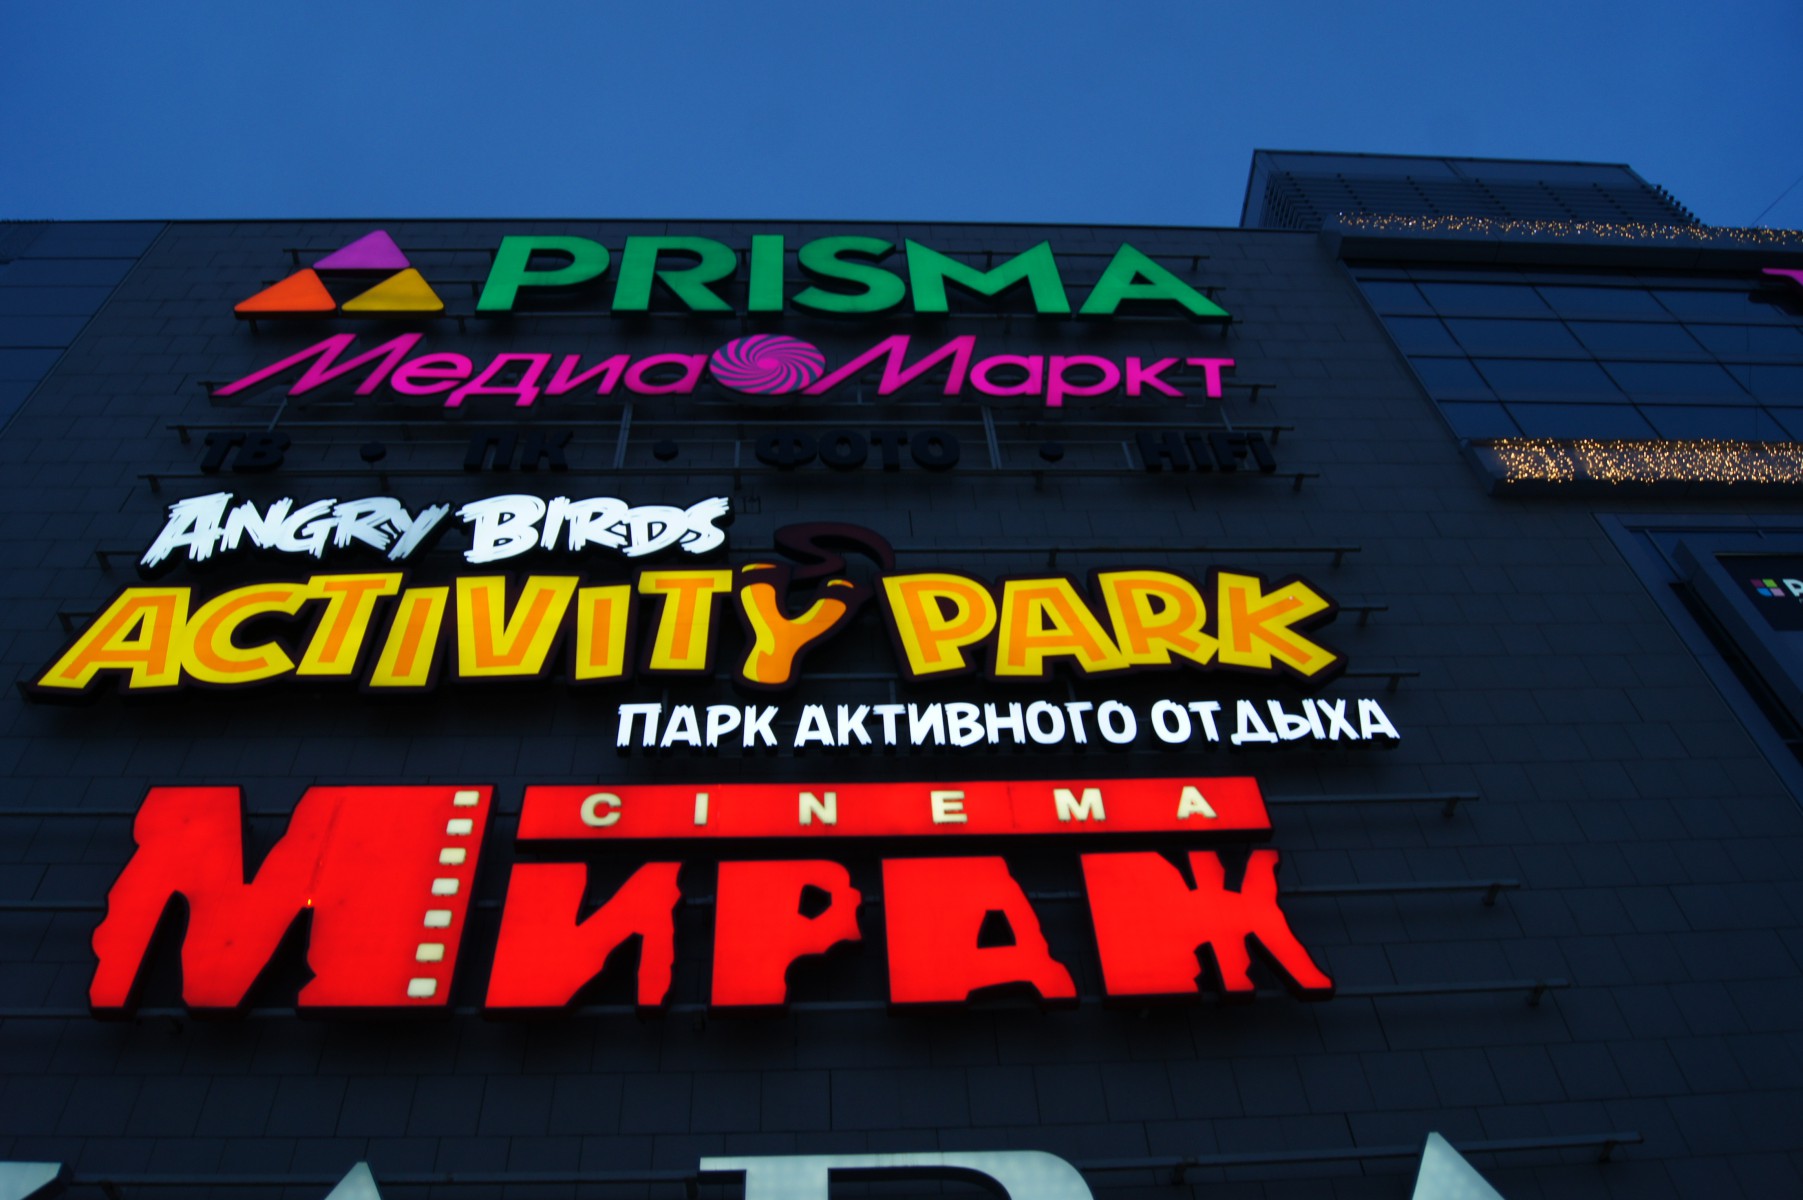 PRISMA
МедиаМаркт
ТВ • ПК • ФОТО • HiFi
ANGRY BIRDS
ACTIVITY PARK
ПАРК АКТИВНОГО ОТДЫХА
CINEMA
МИРАЖ